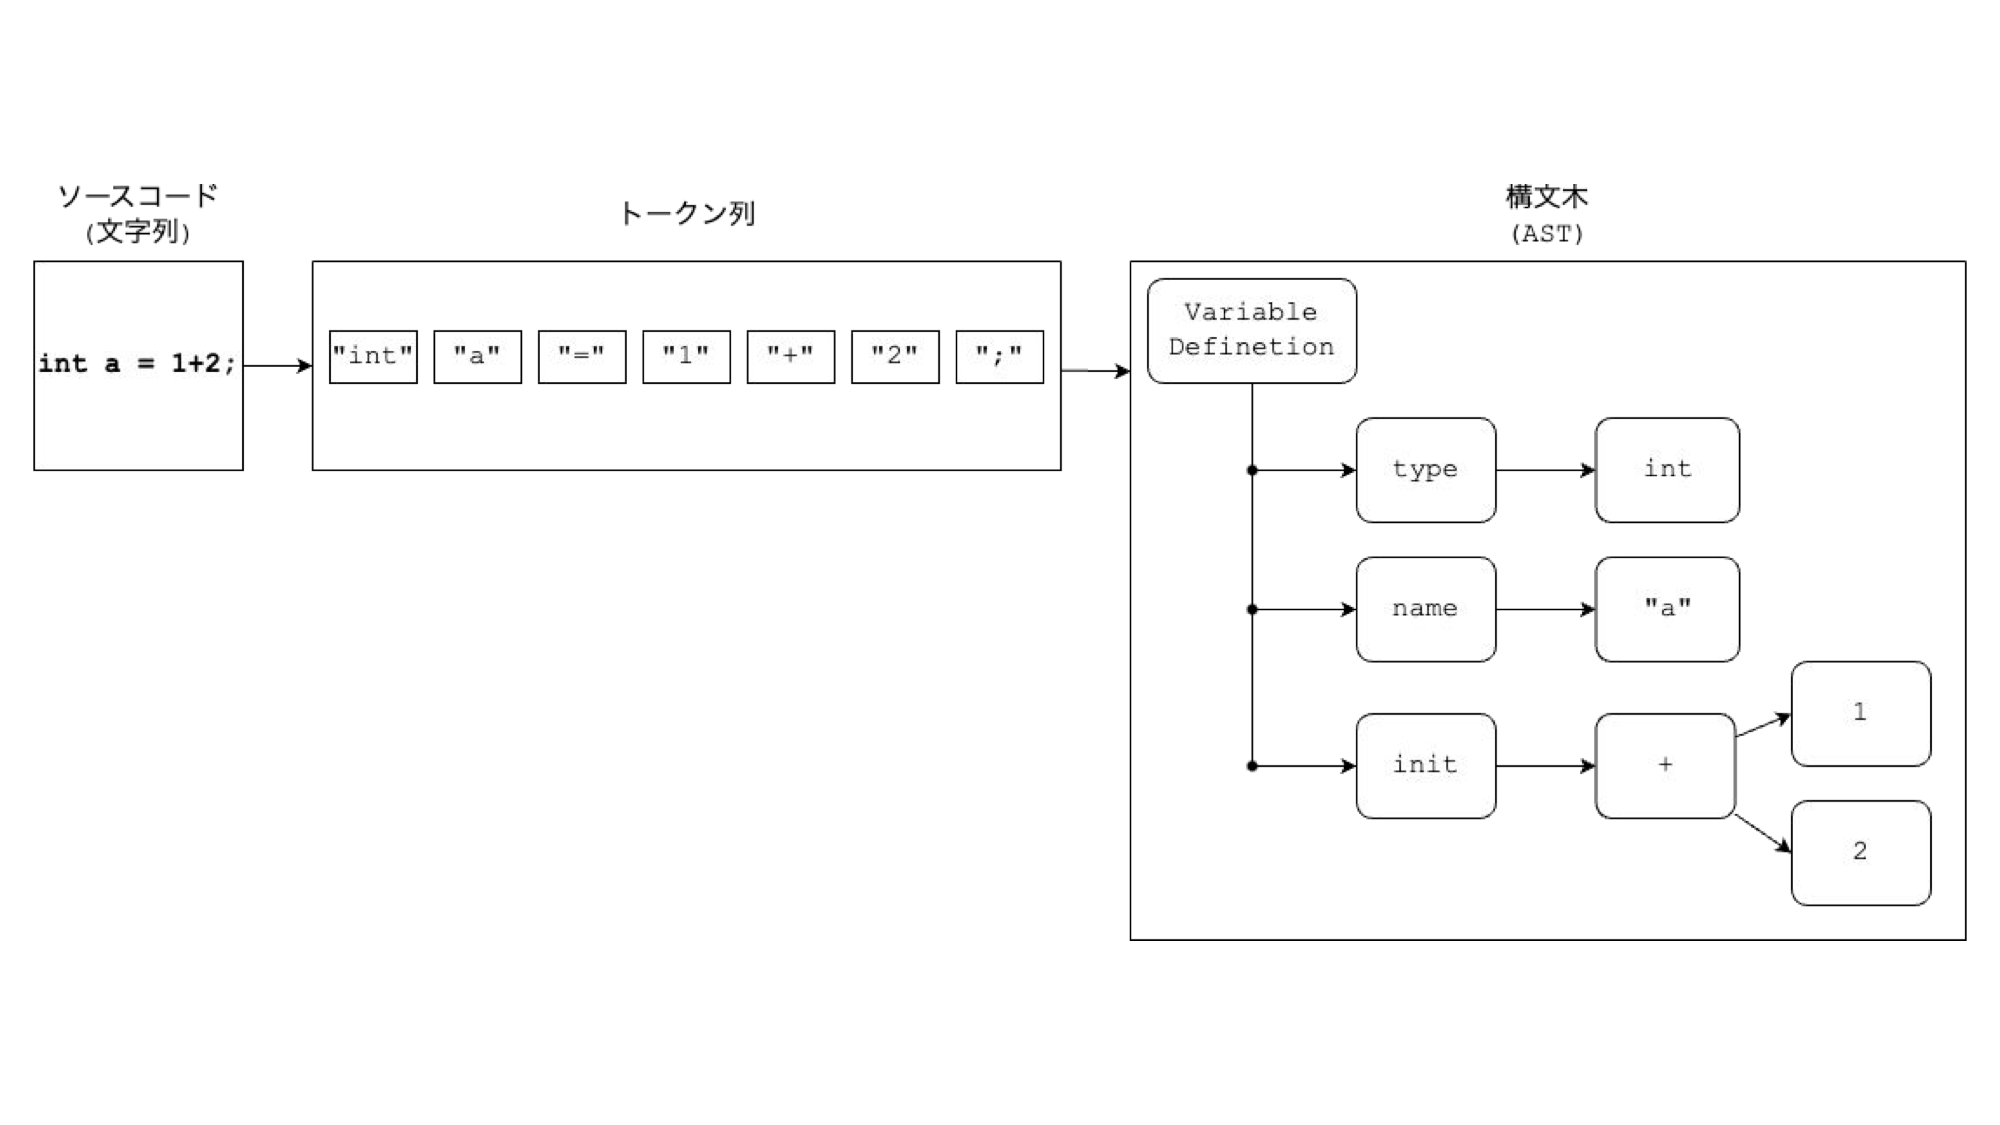 ソースコード
(文字列)
int a = 1+2;
トークン列
"int" "a" "=" "1" "+" "2" ";"
構文木
(AST)
Variable
Definetion
type int
name "a"
init +
1
2